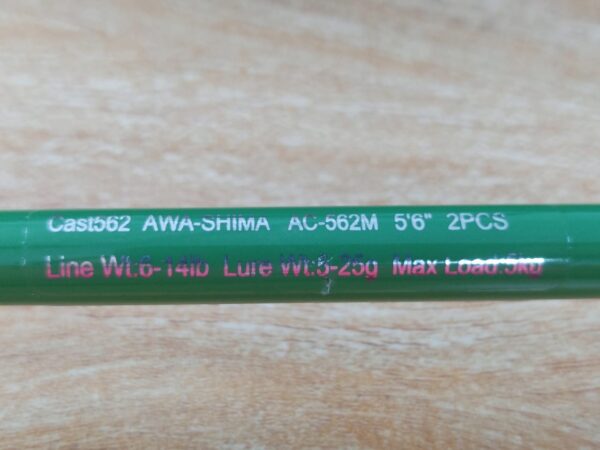 Cast562 AWA-SHIMA AC-562M 5'6" 2PCS
Line Wt:6-14lb Lure Wt:5-25g Max Load:5kg